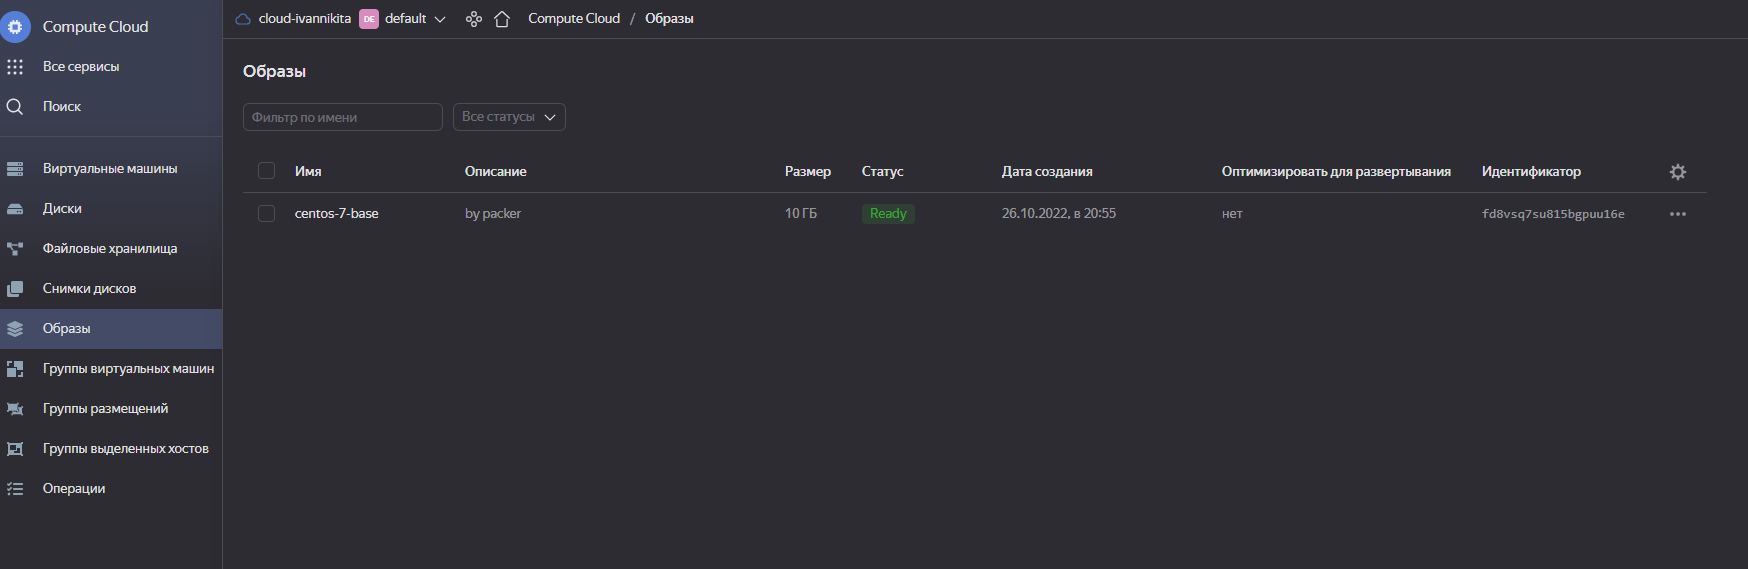 Compute Cloud
Все сервисы
Поиск
Виртуальные машины
Диски
Файловые хранилища
Снимки дисков
Образы
Группы виртуальных машин
Группы размещений
Группы выделенных хостов
Операции
cloud-ivannikita DE default Compute Cloud / Образы
Образы
Фильтр по имени Все статусы
Имя Описание Размер Статус Дата создания Оптимизировать для развертывания Идентификатор
centos-7-base by packer 10 ГБ Ready 26.10.2022, в 20:55 нет fd8vsq7su815bgpuu16e